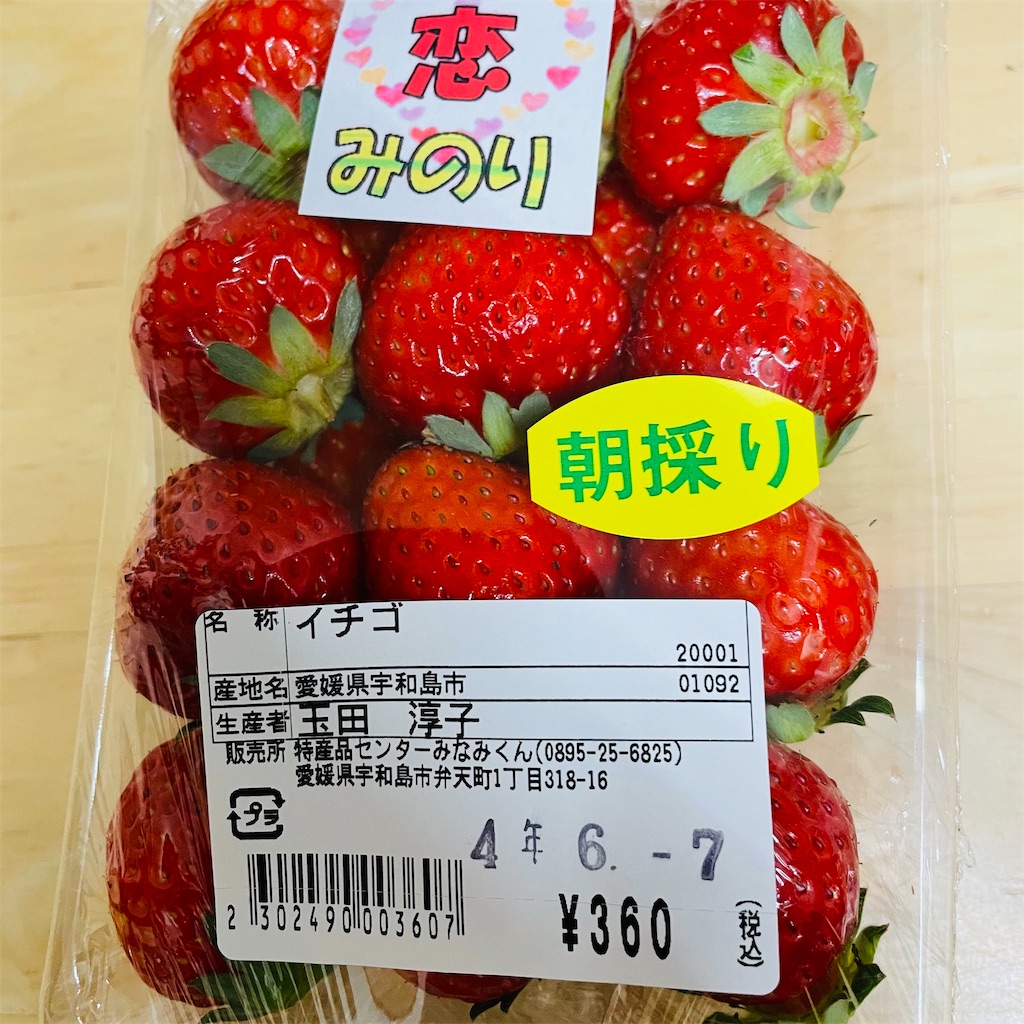 恋
みのり
朝採り
名 称 イチゴ
20001
産地名 愛媛県宇和島市 01092
生産者 玉田 淳子
販売所 特産品センターみなみくん(0895-25-6825)
愛媛県宇和島市弁天町1丁目318-16
プラ
4年 6. -7
2 302490 003607
¥360
(税込)